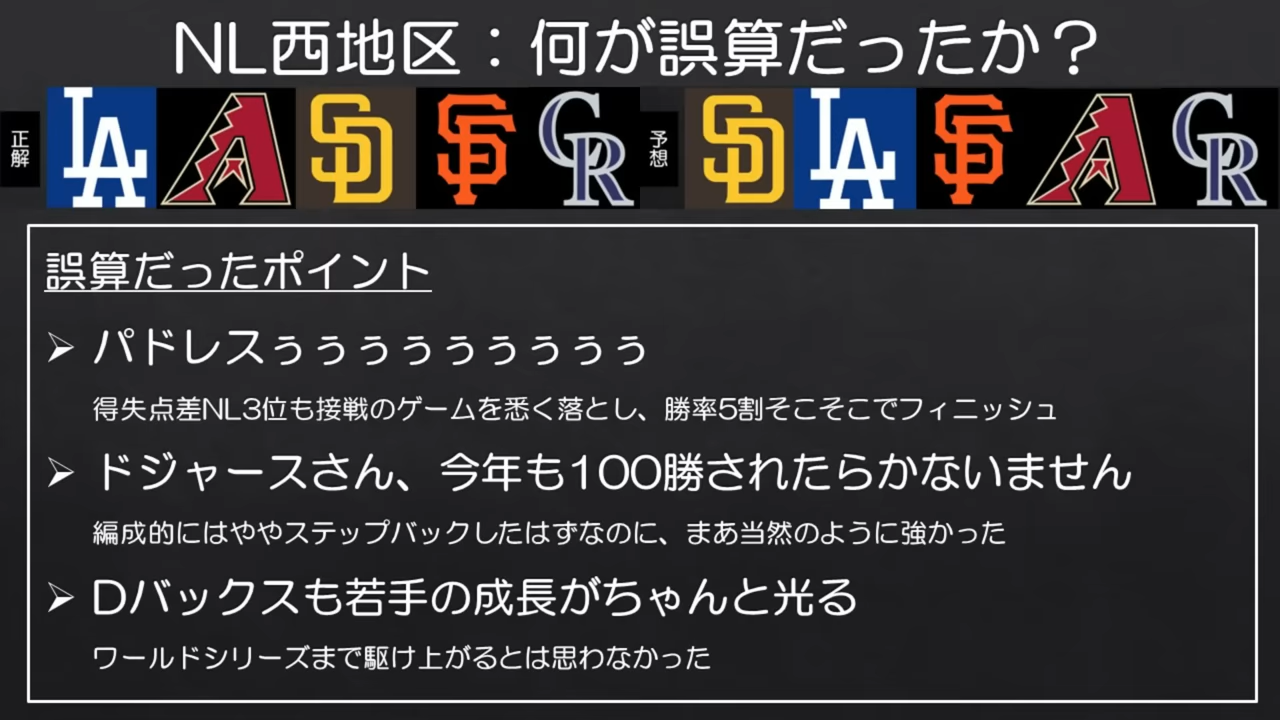 NL西地区：何が誤算だったか？
正解
LA
A
SD
SF
CR
予想
SD
LA
SF
A
CR
誤算だったポイント
➢ パドレスぅぅぅぅぅぅぅぅぅ
得失点差NL3位も接戦のゲームを悉く落とし、勝率5割そこそこでフィニッシュ
➢ ドジャースさん、今年も100勝されたらかないません
編成的にはややステップバックしたはずなのに、まあ当然のように強かった
➢ Dバックスも若手の成長がちゃんと光る
ワールドシリーズまで駆け上がるとは思わなかった